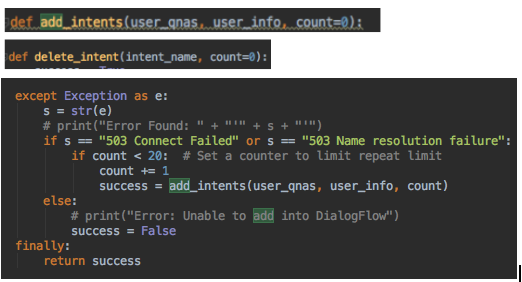 def add_intents(user_qnas, user_info, count=0):
def delete_intent(intent_name, count=0):
except Exception as e:
s = str(e)
# print("Error Found: " + "'" + s + "'")
if s == "503 Connect Failed" or s == "503 Name resolution failure":
if count < 20:  # Set a counter to limit repeat limit
count += 1
success = add_intents(user_qnas, user_info, count)
else:
# print("Error: Unable to add into DialogFlow")
success = False
finally:
return success